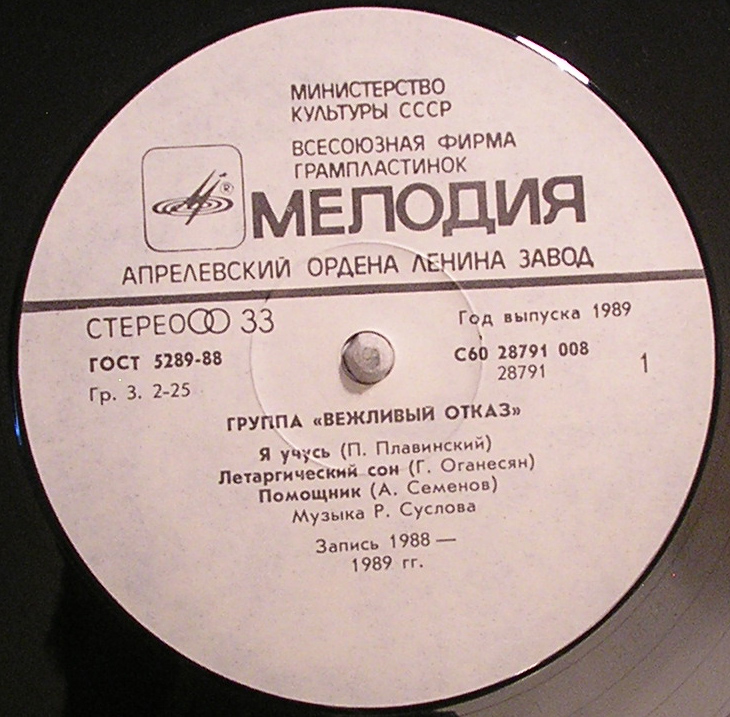 МИНИСТЕРСТВО
КУЛЬТУРЫ СССР
ВСЕСОЮЗНАЯ ФИРМА
ГРАМПЛАСТИНОК
®
МЕЛОДИЯ
АПРЕЛЕВСКИЙ ОРДЕНА ЛЕНИНА ЗАВОД
СТЕРЕО 33
Год выпуска 1989
ГОСТ 5289-88
С60 28791 008
Гр. 3. 2-25
28791
1
ГРУППА «ВЕЖЛИВЫЙ ОТКАЗ»
Я учусь (П. Плавинский)
Летаргический сон (Г. Оганесян)
Помощник (А. Семенов)
Музыка Р. Суслова
Запись 1988 —
1989 гг.